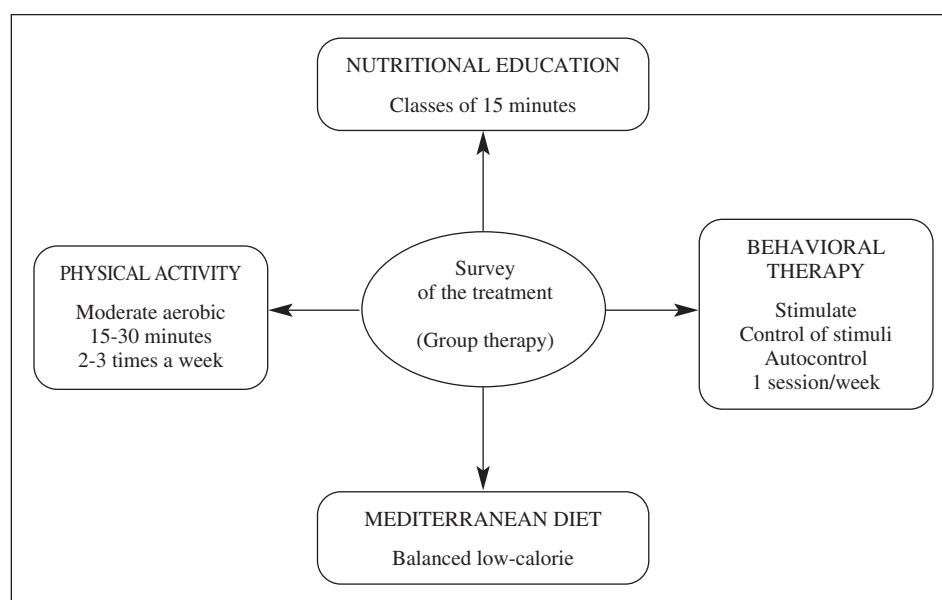 NUTRITIONAL EDUCATION
Classes of 15 minutes
PHYSICAL ACTIVITY
Moderate aerobic
15-30 minutes
2-3 times a week
Survey
of the treatment
(Group therapy)
BEHAVIORAL
THERAPY
Stimulate
Control of stimuli
Autocontrol
1 session/week
MEDITERRANEAN DIET
Balanced low-calorie